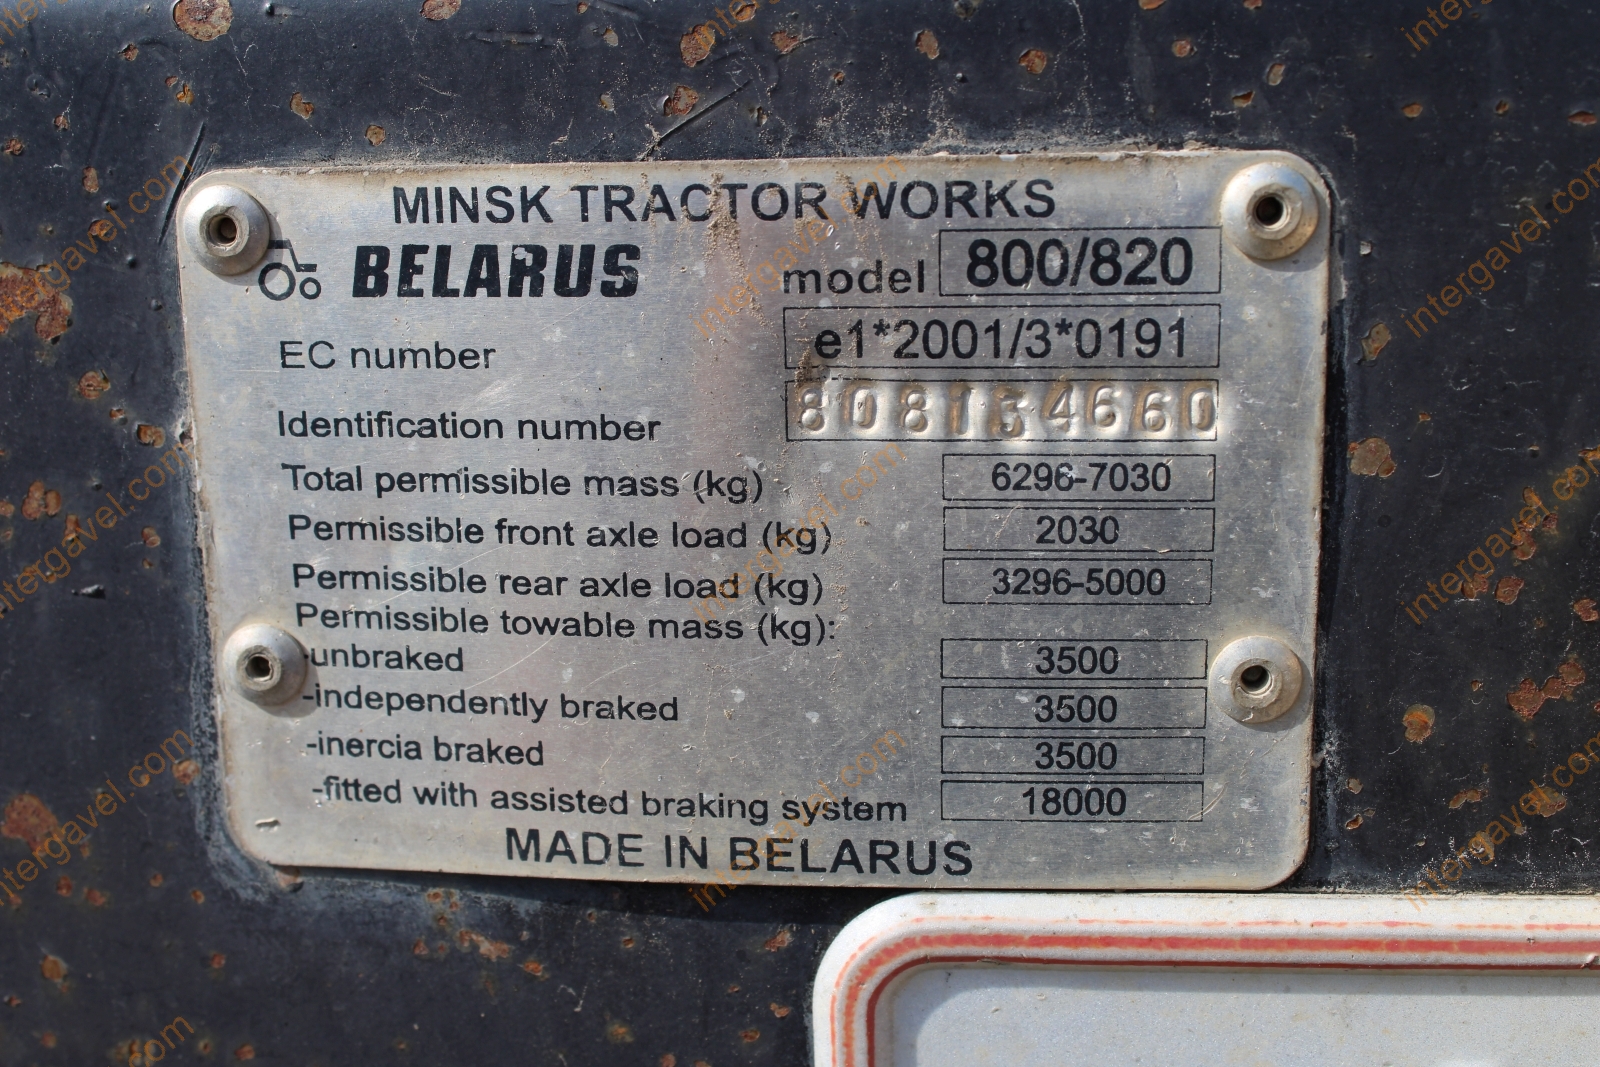 MINSK TRACTOR WORKS
BELARUS model 800/820
EC number e1*2001/3*0191
Identification number 808134660
Total permissible mass (kg) 6296-7030
Permissible front axle load (kg) 2030
Permissible rear axle load (kg) 3296-5000
Permissible towable mass (kg):
-unbraked 3500
-independently braked 3500
-inercia braked 3500
-fitted with assisted braking system 18000
MADE IN BELARUS
intergavel.com